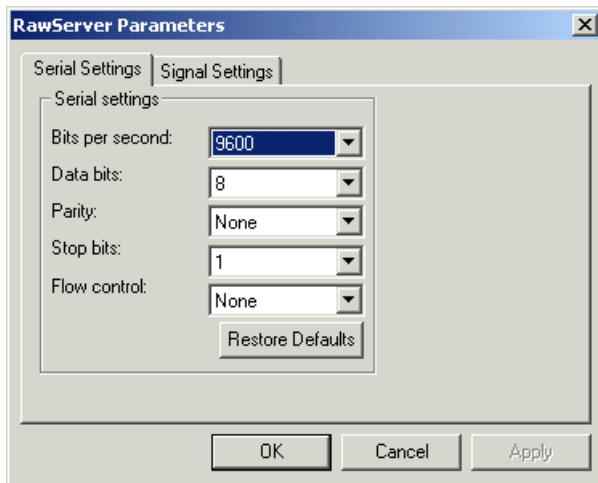 RawServer Parameters
Serial Settings Signal Settings
Serial settings
Bits per second: 9600
Data bits: 8
Parity: None
Stop bits: 1
Flow control: None
Restore Defaults
OK Cancel Apply